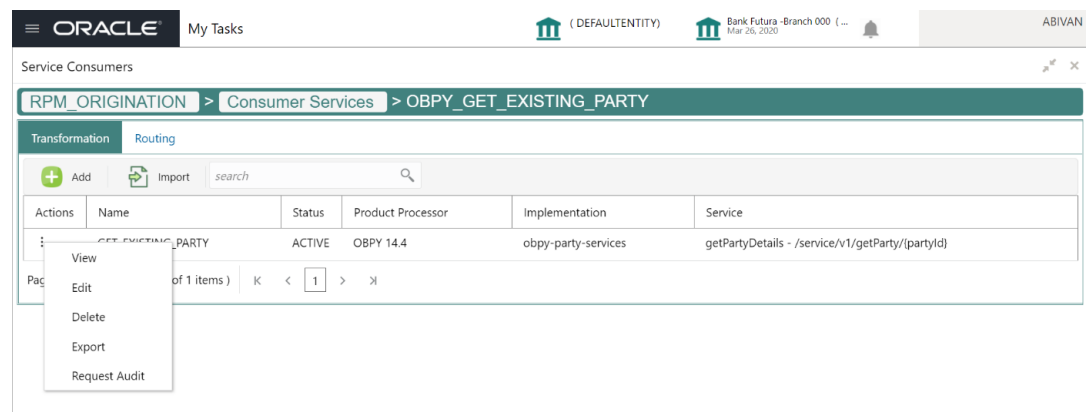 ORACLE® My Tasks ( DEFAULTENTITY) Bank Futura -Branch 000 ( ... ABIVAN
Mar 26, 2020
Service Consumers
RPM_ORIGINATION > Consumer Services > OBPY_GET_EXISTING_PARTY
Transformation Routing
Add Import search
Actions Name Status Product Processor Implementation Service
GET_EXISTING_PARTY ACTIVE OBPY 14.4 obpy-party-services getPartyDetails - /service/v1/getParty/{partyId}
View
Pag of 1 items ) 1
Edit
Delete
Export
Request Audit